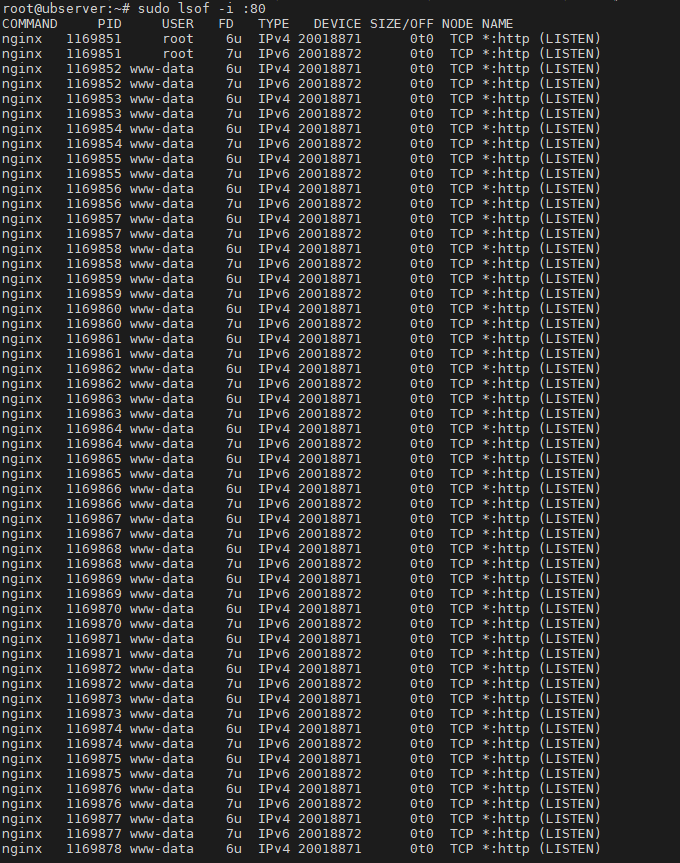 root@ubserver:~# sudo lsof -i :80
COMMAND     PID     USER   FD   TYPE   DEVICE SIZE/OFF NODE NAME
nginx   1169851     root    6u  IPv4 20018871      0t0  TCP *:http (LISTEN)
nginx   1169851     root    7u  IPv6 20018872      0t0  TCP *:http (LISTEN)
nginx   1169852 www-data    6u  IPv4 20018871      0t0  TCP *:http (LISTEN)
nginx   1169852 www-data    7u  IPv6 20018872      0t0  TCP *:http (LISTEN)
nginx   1169853 www-data    6u  IPv4 20018871      0t0  TCP *:http (LISTEN)
nginx   1169853 www-data    7u  IPv6 20018872      0t0  TCP *:http (LISTEN)
nginx   1169854 www-data    6u  IPv4 20018871      0t0  TCP *:http (LISTEN)
nginx   1169854 www-data    7u  IPv6 20018872      0t0  TCP *:http (LISTEN)
nginx   1169855 www-data    6u  IPv4 20018871      0t0  TCP *:http (LISTEN)
nginx   1169855 www-data    7u  IPv6 20018872      0t0  TCP *:http (LISTEN)
nginx   1169856 www-data    6u  IPv4 20018871      0t0  TCP *:http (LISTEN)
nginx   1169856 www-data    7u  IPv6 20018872      0t0  TCP *:http (LISTEN)
nginx   1169857 www-data    6u  IPv4 20018871      0t0  TCP *:http (LISTEN)
nginx   1169857 www-data    7u  IPv6 20018872      0t0  TCP *:http (LISTEN)
nginx   1169858 www-data    6u  IPv4 20018871      0t0  TCP *:http (LISTEN)
nginx   1169858 www-data    7u  IPv6 20018872      0t0  TCP *:http (LISTEN)
nginx   1169859 www-data    6u  IPv4 20018871      0t0  TCP *:http (LISTEN)
nginx   1169859 www-data    7u  IPv6 20018872      0t0  TCP *:http (LISTEN)
nginx   1169860 www-data    6u  IPv4 20018871      0t0  TCP *:http (LISTEN)
nginx   1169860 www-data    7u  IPv6 20018872      0t0  TCP *:http (LISTEN)
nginx   1169861 www-data    6u  IPv4 20018871      0t0  TCP *:http (LISTEN)
nginx   1169861 www-data    7u  IPv6 20018872      0t0  TCP *:http (LISTEN)
nginx   1169862 www-data    6u  IPv4 20018871      0t0  TCP *:http (LISTEN)
nginx   1169862 www-data    7u  IPv6 20018872      0t0  TCP *:http (LISTEN)
nginx   1169863 www-data    6u  IPv4 20018871      0t0  TCP *:http (LISTEN)
nginx   1169863 www-data    7u  IPv6 20018872      0t0  TCP *:http (LISTEN)
nginx   1169864 www-data    6u  IPv4 20018871      0t0  TCP *:http (LISTEN)
nginx   1169864 www-data    7u  IPv6 20018872      0t0  TCP *:http (LISTEN)
nginx   1169865 www-data    6u  IPv4 20018871      0t0  TCP *:http (LISTEN)
nginx   1169865 www-data    7u  IPv6 20018872      0t0  TCP *:http (LISTEN)
nginx   1169866 www-data    6u  IPv4 20018871      0t0  TCP *:http (LISTEN)
nginx   1169866 www-data    7u  IPv6 20018872      0t0  TCP *:http (LISTEN)
nginx   1169867 www-data    6u  IPv4 20018871      0t0  TCP *:http (LISTEN)
nginx   1169867 www-data    7u  IPv6 20018872      0t0  TCP *:http (LISTEN)
nginx   1169868 www-data    6u  IPv4 20018871      0t0  TCP *:http (LISTEN)
nginx   1169868 www-data    7u  IPv6 20018872      0t0  TCP *:http (LISTEN)
nginx   1169869 www-data    6u  IPv4 20018871      0t0  TCP *:http (LISTEN)
nginx   1169869 www-data    7u  IPv6 20018872      0t0  TCP *:http (LISTEN)
nginx   1169870 www-data    6u  IPv4 20018871      0t0  TCP *:http (LISTEN)
nginx   1169870 www-data    7u  IPv6 20018872      0t0  TCP *:http (LISTEN)
nginx   1169871 www-data    6u  IPv4 20018871      0t0  TCP *:http (LISTEN)
nginx   1169871 www-data    7u  IPv6 20018872      0t0  TCP *:http (LISTEN)
nginx   1169872 www-data    6u  IPv4 20018871      0t0  TCP *:http (LISTEN)
nginx   1169872 www-data    7u  IPv6 20018872      0t0  TCP *:http (LISTEN)
nginx   1169873 www-data    6u  IPv4 20018871      0t0  TCP *:http (LISTEN)
nginx   1169873 www-data    7u  IPv6 20018872      0t0  TCP *:http (LISTEN)
nginx   1169874 www-data    6u  IPv4 20018871      0t0  TCP *:http (LISTEN)
nginx   1169874 www-data    7u  IPv6 20018872      0t0  TCP *:http (LISTEN)
nginx   1169875 www-data    6u  IPv4 20018871      0t0  TCP *:http (LISTEN)
nginx   1169875 www-data    7u  IPv6 20018872      0t0  TCP *:http (LISTEN)
nginx   1169876 www-data    6u  IPv4 20018871      0t0  TCP *:http (LISTEN)
nginx   1169876 www-data    7u  IPv6 20018872      0t0  TCP *:http (LISTEN)
nginx   1169877 www-data    6u  IPv4 20018871      0t0  TCP *:http (LISTEN)
nginx   1169877 www-data    7u  IPv6 20018872      0t0  TCP *:http (LISTEN)
nginx   1169878 www-data    6u  IPv4 20018871      0t0  TCP *:http (LISTEN)